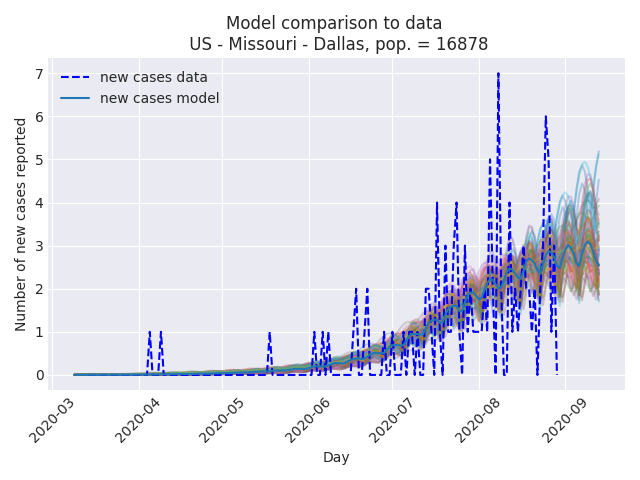 Model comparison to data
US - Missouri - Dallas, pop. = 16878
new cases data
new cases model
Number of new cases reported
7
6
5
4
3
2
1
0
2020-03
2020-04
2020-05
2020-06
2020-07
2020-08
2020-09
Day